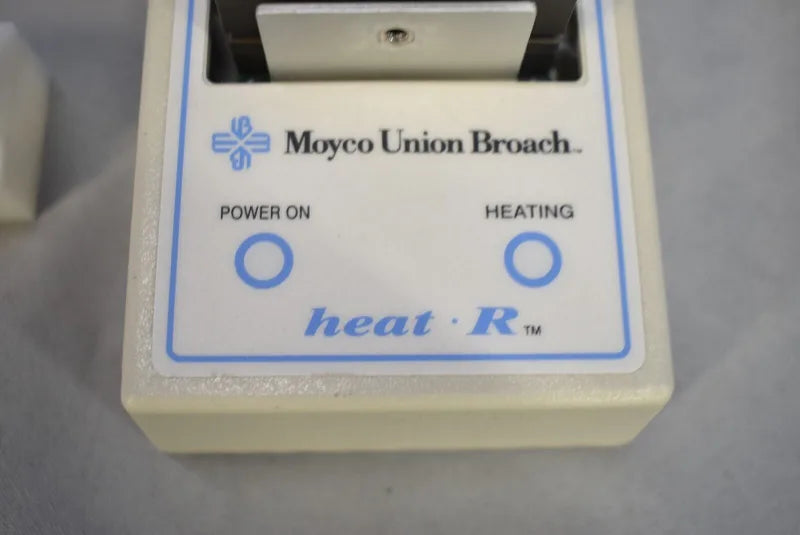 Moyco Union Broach™
POWER ON HEATING
heat · R™